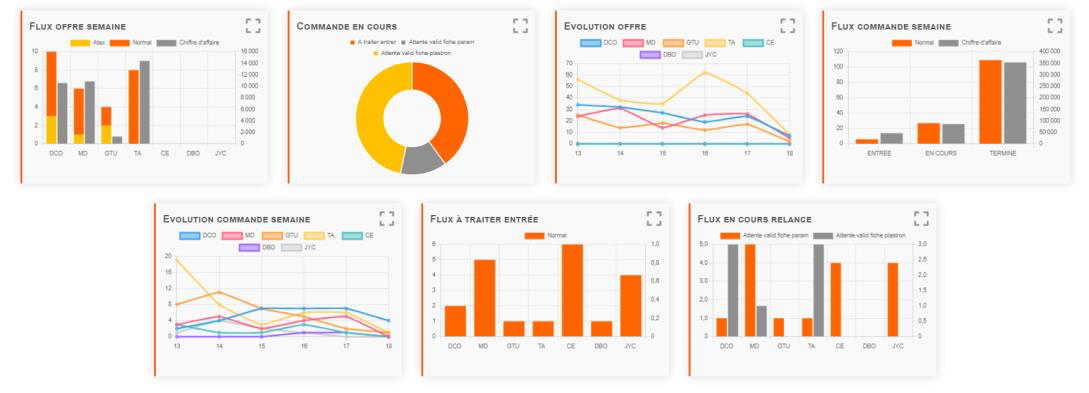 FLUX OFFRE SEMAINE
Atex Normal Chiffre d'affaire
10 8 6 4 2 0
18 000 16 000 14 000 12 000 10 000 8 000 6 000 4 000 2 000 0
DCO MD GTU TA CE DBO JYC
COMMANDE EN COURS
A traiter entrer Attente valid fiche param
Attente valid fiche plastron
EVOLUTION OFFRE
DCO MD GTU TA CE
DBO JYC
70 60 50 40 30 20 10 0
13 14 15 16 17 18
FLUX COMMANDE SEMAINE
Normal Chiffre d'affaire
120 100 80 60 40 20 0
400 000 350 000 300 000 250 000 200 000 150 000 100 000 50 000 0
ENTREE EN COURS TERMINE
EVOLUTION COMMANDE SEMAINE
DCO MD GTU TA CE
DBO JYC
20 16 12 8 4 0
13 14 15 16 17 18
FLUX À TRAITER ENTRÉE
Normal
6 5 4 3 2 1 0
1,0 0,8 0,6 0,4 0,2 0
DCO MD GTU TA CE DBO JYC
FLUX EN COURS RELANCE
Attente valid fiche param Attente valid fiche plastron
5,0 4,0 3,0 2,0 1,0 0
3,0 2,5 2,0 1,5 1,0 0,5 0
DCO MD GTU TA CE DBO JYC